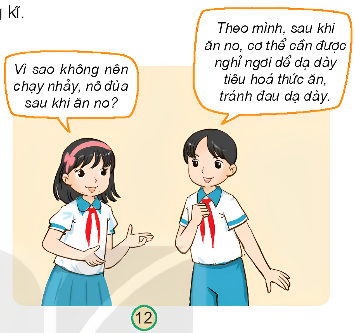 kĩ.
Theo mình, sau khi
ăn no, cơ thể cần được
nghỉ ngơi để dạ dày
tiêu hoá thức ăn,
tránh đau dạ dày.
Vì sao không nên
chạy nhảy, nô đùa
sau khi ăn no?
12